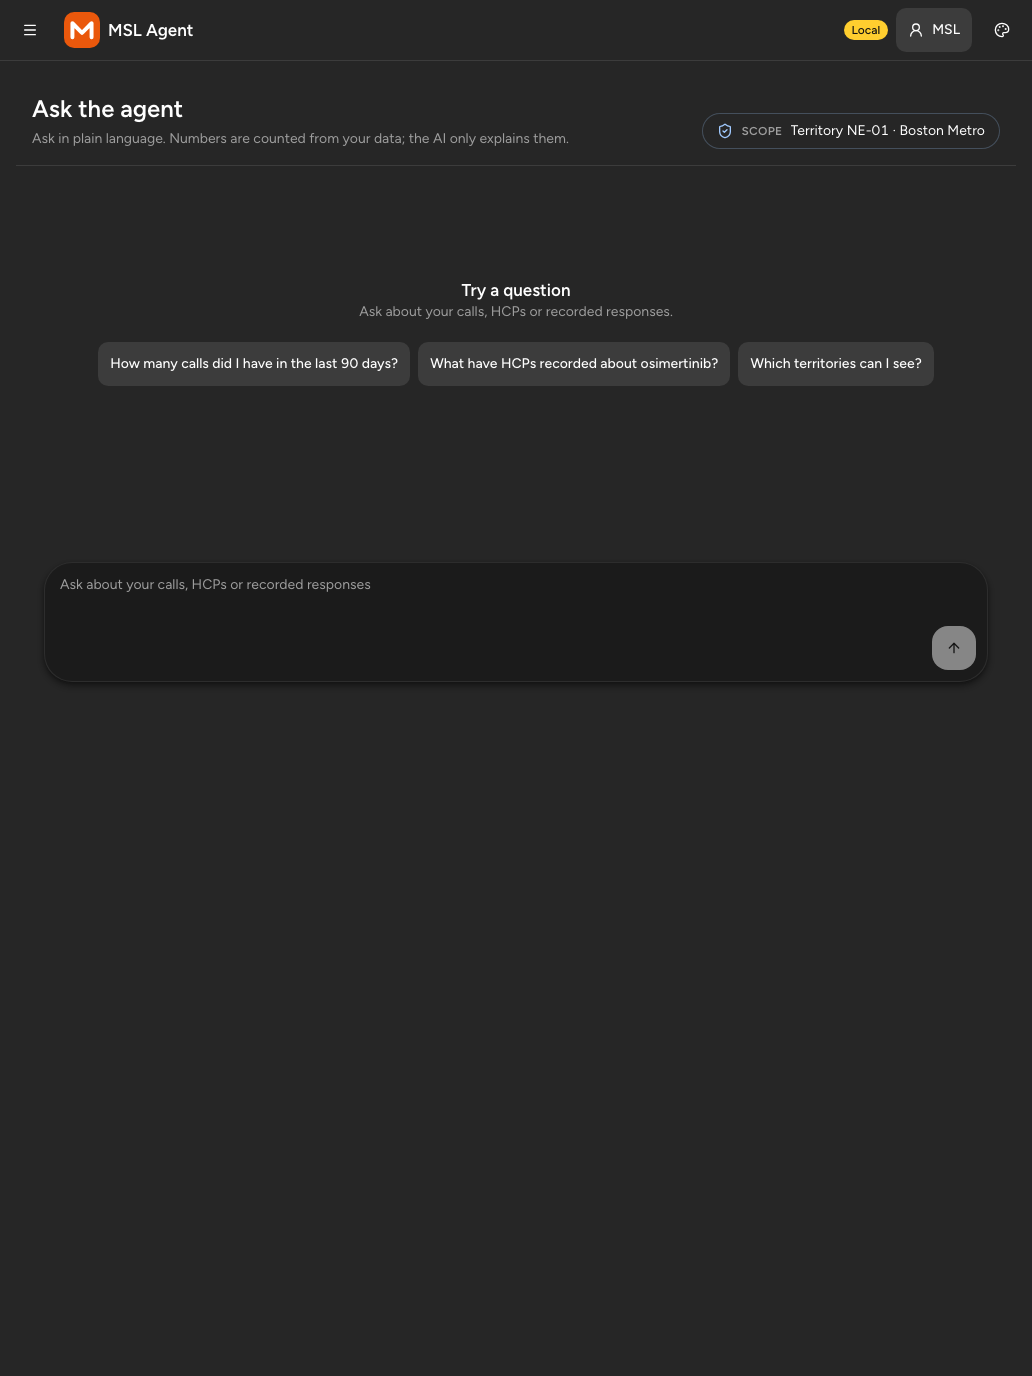 MSL Agent
Local
MSL
Ask the agent
Ask in plain language. Numbers are counted from your data; the AI only explains them.
SCOPE Territory NE-01 · Boston Metro
Try a question
Ask about your calls, HCPs or recorded responses.
How many calls did I have in the last 90 days?
What have HCPs recorded about osimertinib?
Which territories can I see?
Ask about your calls, HCPs or recorded responses